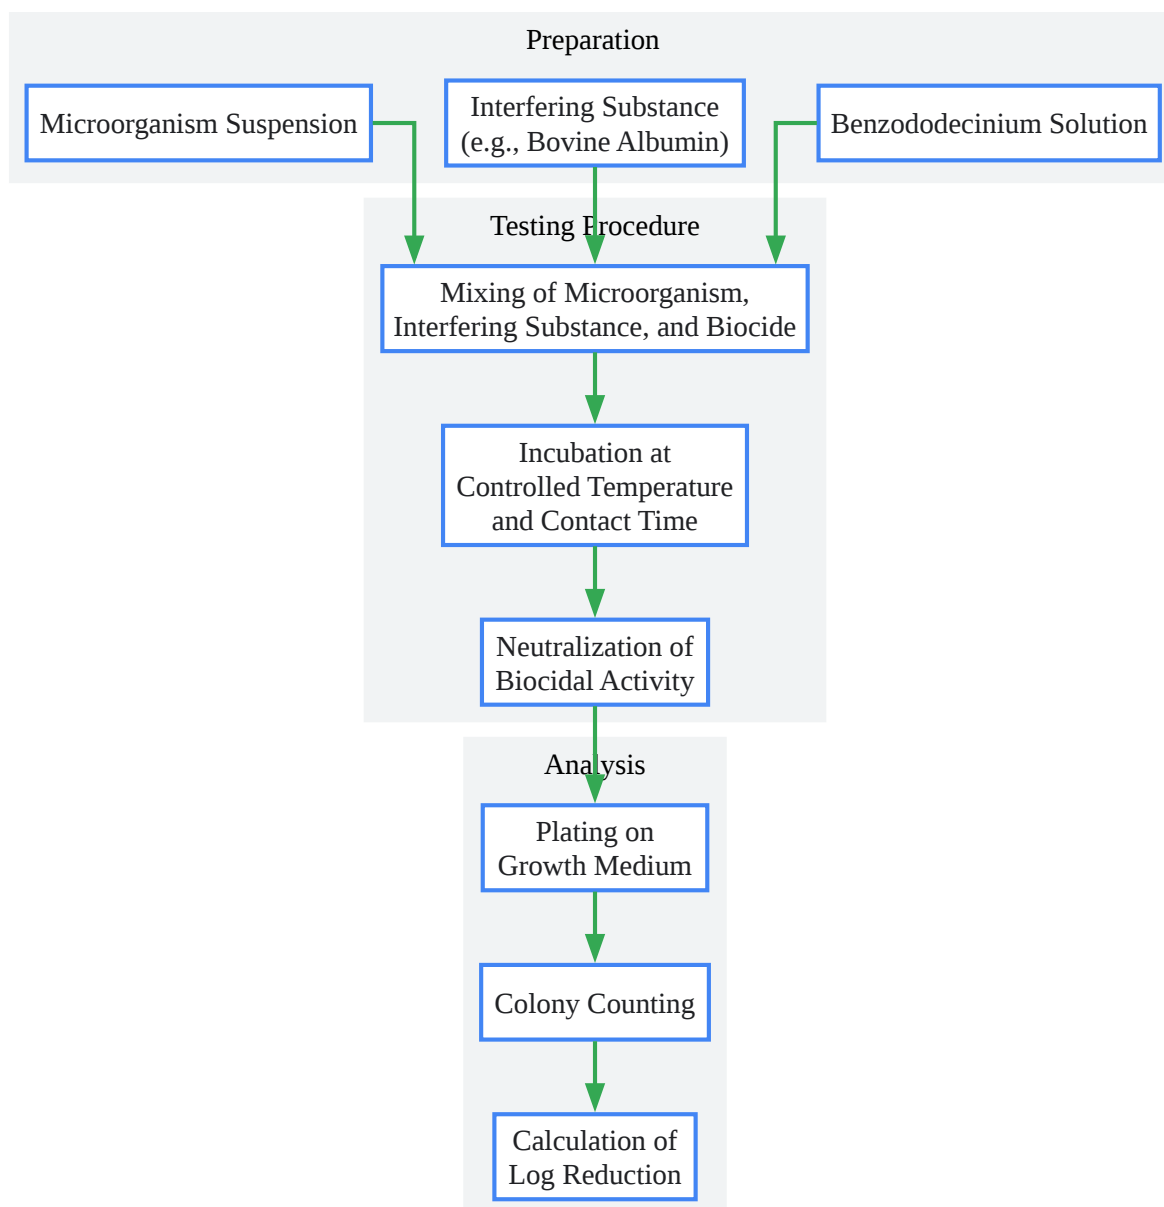 Preparation
Microorganism Suspension
Interfering Substance
(e.g., Bovine Albumin)
Benzododecinium Solution
Testing Procedure
Mixing of Microorganism,
Interfering Substance, and Biocide
Incubation at
Controlled Temperature
and Contact Time
Neutralization of
Biocidal Activity
Analysis
Plating on
Growth Medium
Colony Counting
Calculation of
Log Reduction